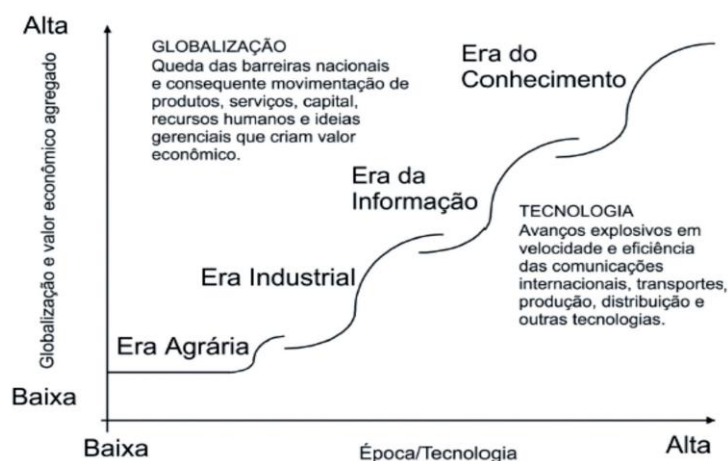 Alta
GLOBALIZAÇÃO
Queda das barreiras nacionais
e consequente movimentação de
produtos, serviços, capital,
recursos humanos e ideias
gerenciais que criam valor
econômico.
Era do
Conhecimento
Era da
Informação
TECNOLOGIA
Avanços explosivos em
velocidade e eficiência
das comunicações
internacionais, transportes,
produção, distribuição e
outras tecnologias.
Era Industrial
Era Agrária
Globalização e valor econômico agregado
Baixa
Baixa
Época/Tecnologia
Alta